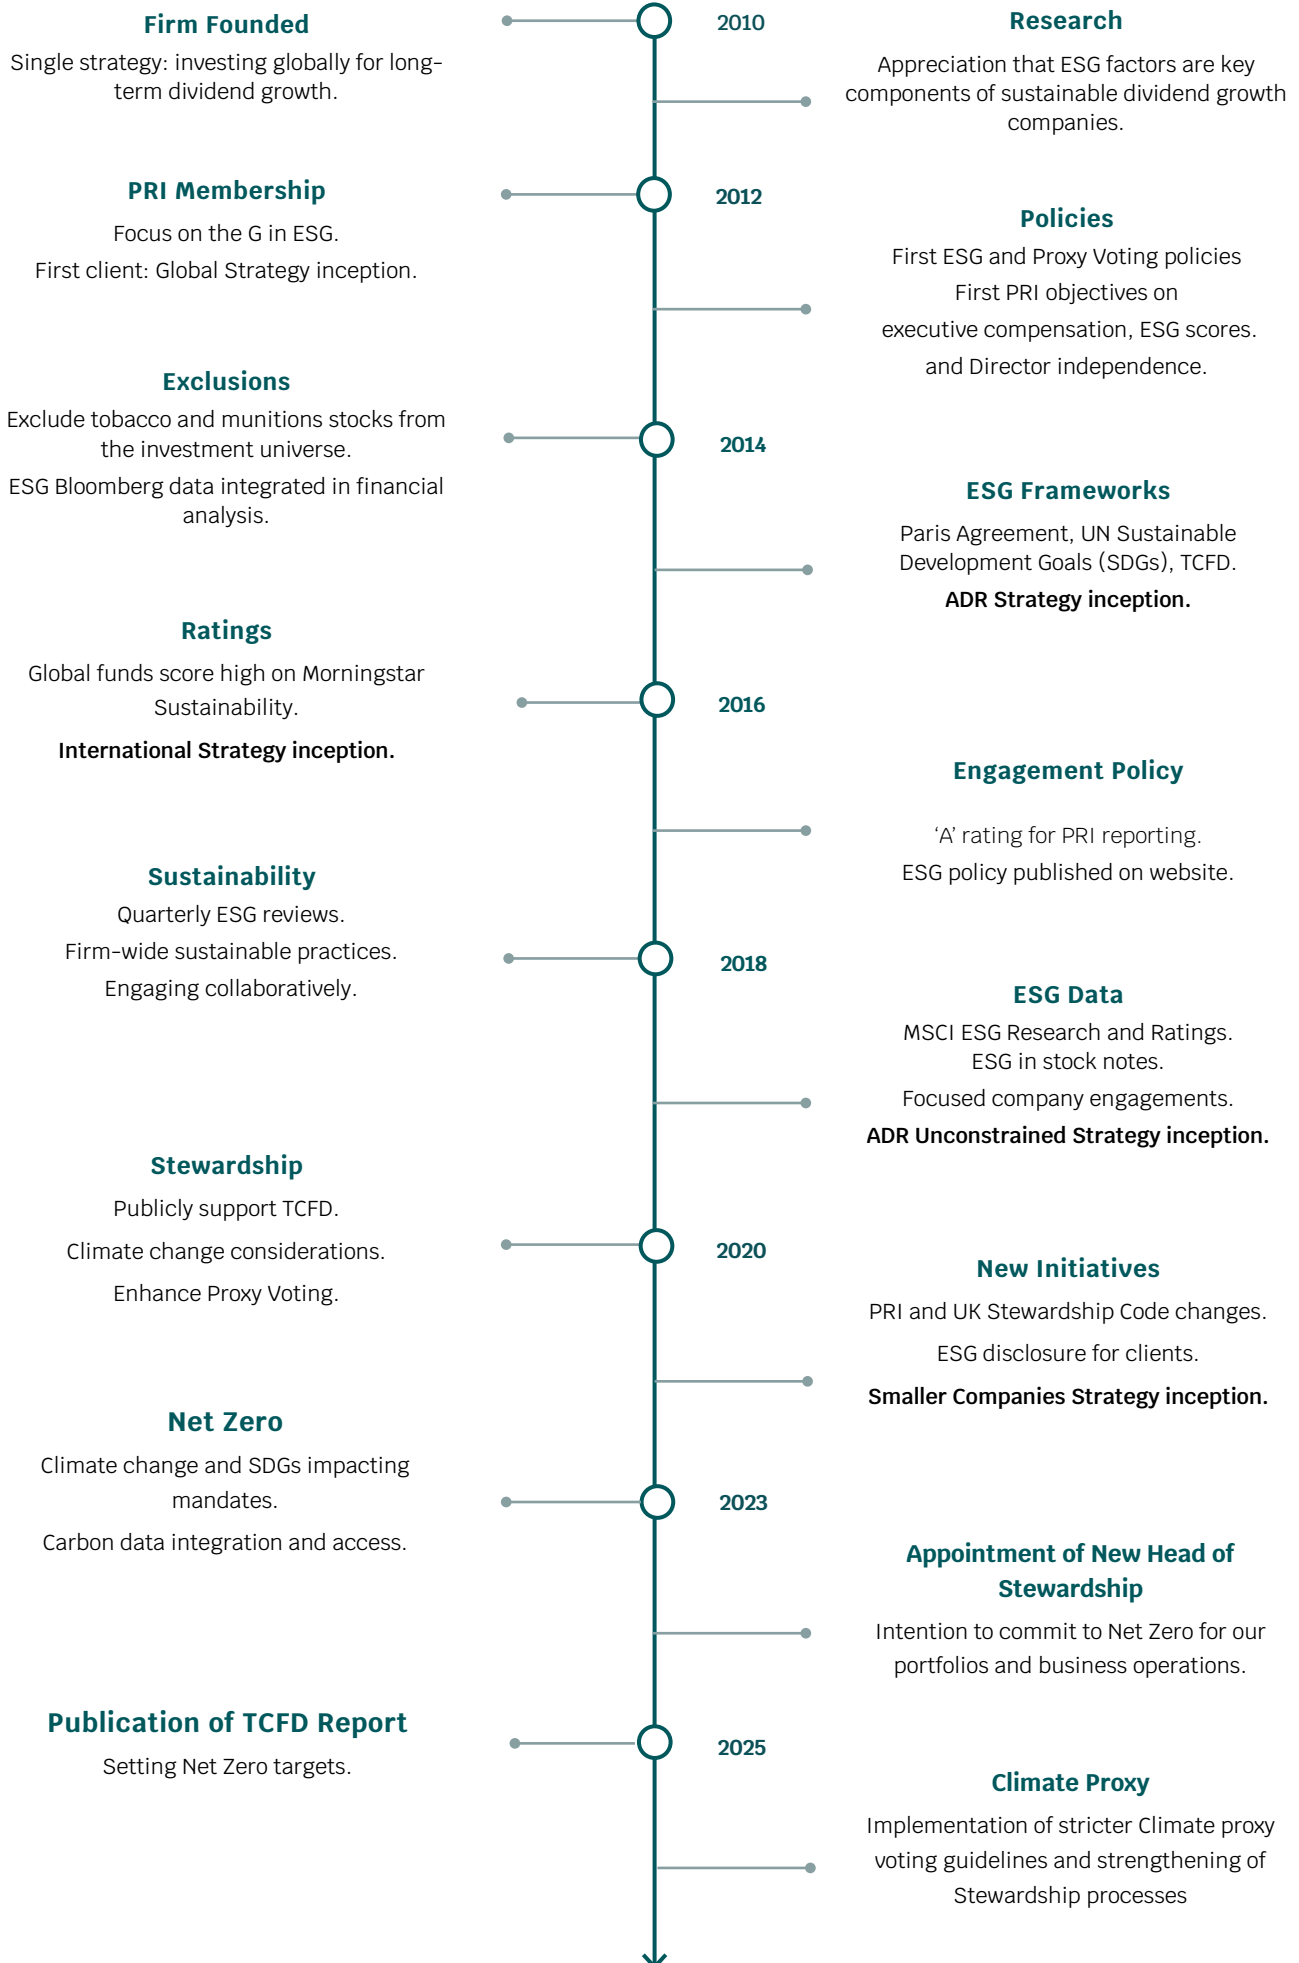 Firm Founded
Single strategy: investing globally for long-
term dividend growth.
2010
Research
Appreciation that ESG factors are key
components of sustainable dividend growth
companies.
PRI Membership
Focus on the G in ESG.
First client: Global Strategy inception.
2012
Policies
First ESG and Proxy Voting policies
First PRI objectives on
executive compensation, ESG scores.
and Director independence.
Exclusions
Exclude tobacco and munitions stocks from
the investment universe.
ESG Bloomberg data integrated in financial
analysis.
2014
ESG Frameworks
Paris Agreement, UN Sustainable
Development Goals (SDGs), TCFD.
ADR Strategy inception.
Ratings
Global funds score high on Morningstar
Sustainability.
International Strategy inception.
2016
Engagement Policy
‘A’ rating for PRI reporting.
ESG policy published on website.
Sustainability
Quarterly ESG reviews.
Firm-wide sustainable practices.
Engaging collaboratively.
2018
ESG Data
MSCI ESG Research and Ratings.
ESG in stock notes.
Focused company engagements.
ADR Unconstrained Strategy inception.
Stewardship
Publicly support TCFD.
Climate change considerations.
Enhance Proxy Voting.
2020
New Initiatives
PRI and UK Stewardship Code changes.
ESG disclosure for clients.
Smaller Companies Strategy inception.
Net Zero
Climate change and SDGs impacting
mandates.
Carbon data integration and access.
2023
Appointment of New Head of
Stewardship
Intention to commit to Net Zero for our
portfolios and business operations.
Publication of TCFD Report
Setting Net Zero targets.
2025
Climate Proxy
Implementation of stricter Climate proxy
voting guidelines and strengthening of
Stewardship processes